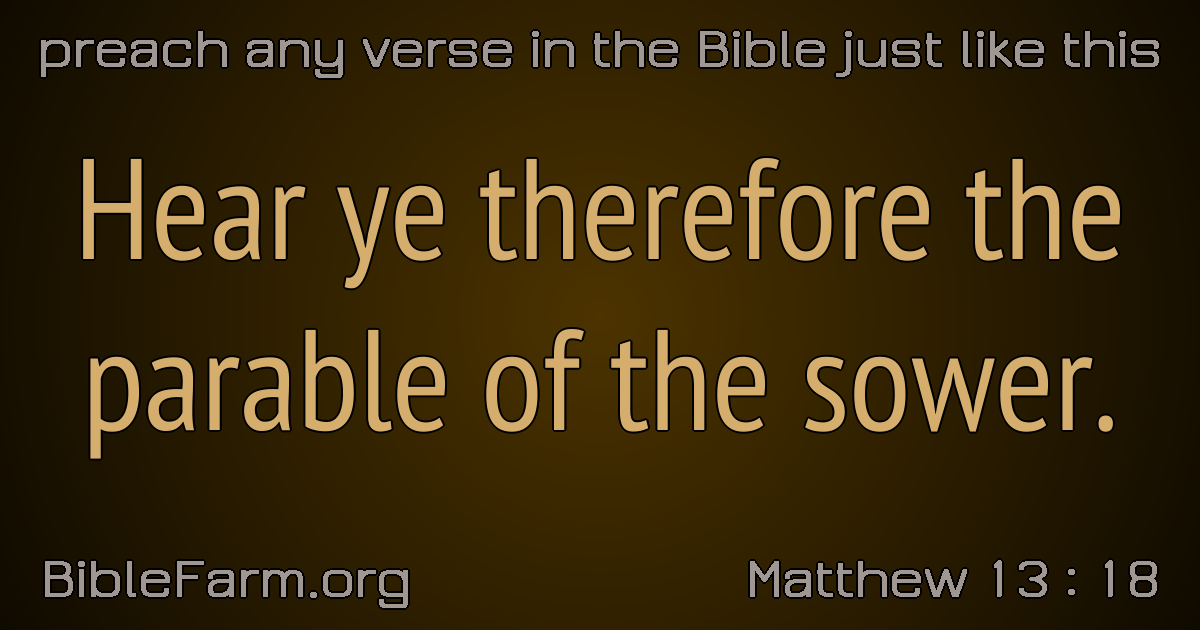 preach any verse in the Bible just like this
Hear ye therefore the
parable of the sower.
BibleFarm.org
Matthew 13 : 18